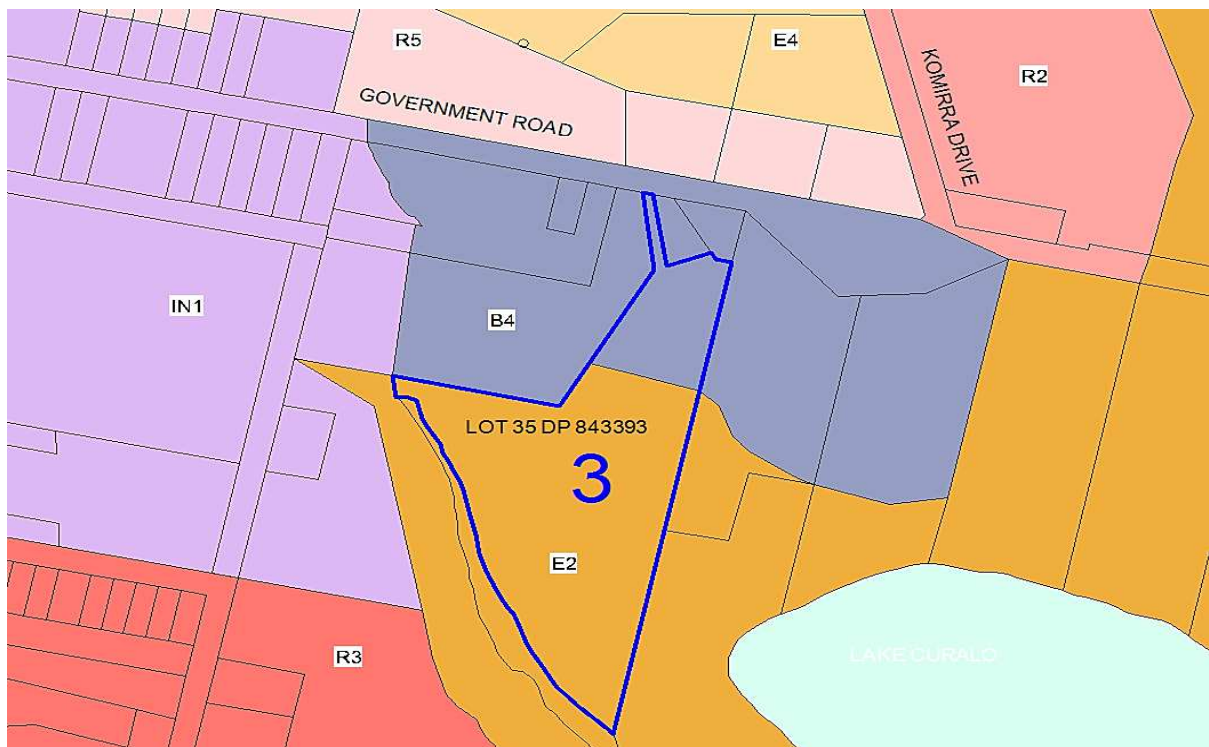 R5
E4
R2
KOMIRRA DRIVE
GOVERNMENT ROAD
IN1
B4
LOT 35 DP 843393
3
E2
R3
LAKE CURALO